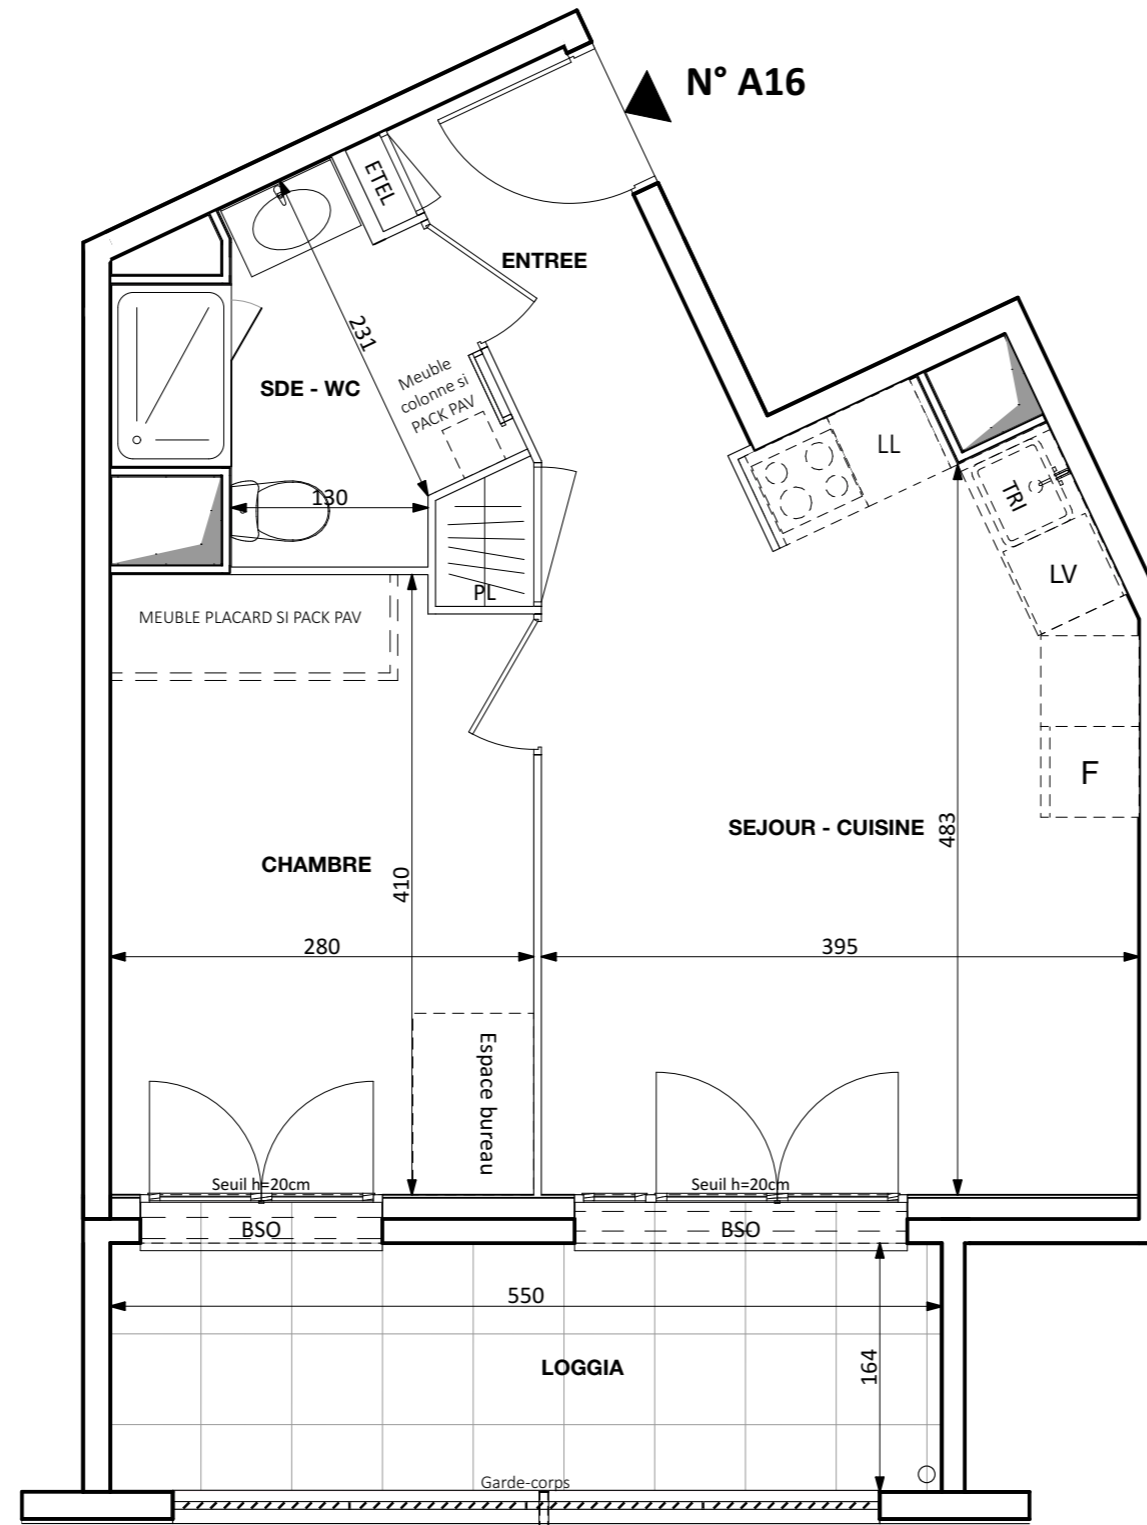 N° A16
ETEL
ENTREE
231
Meuble
colonne si
PACK PAV
SDE - WC
LL
TRI
130
LV
PL
MEUBLE PLACARD SI PACK PAV
F
SEJOUR - CUISINE
483
CHAMBRE
410
280
395
Espace bureau
Seuil h=20cm
Seuil h=20cm
BSO
BSO
550
LOGGIA
164
Garde-corps